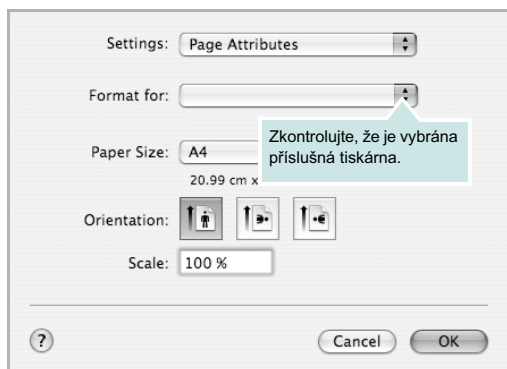 Settings: Page Attributes
Format for:
Zkontrolujte, že je vybrána
příslušná tiskárna.
Paper Size: A4
20.99 cm x
Orientation:
Scale: 100 %
? Cancel OK